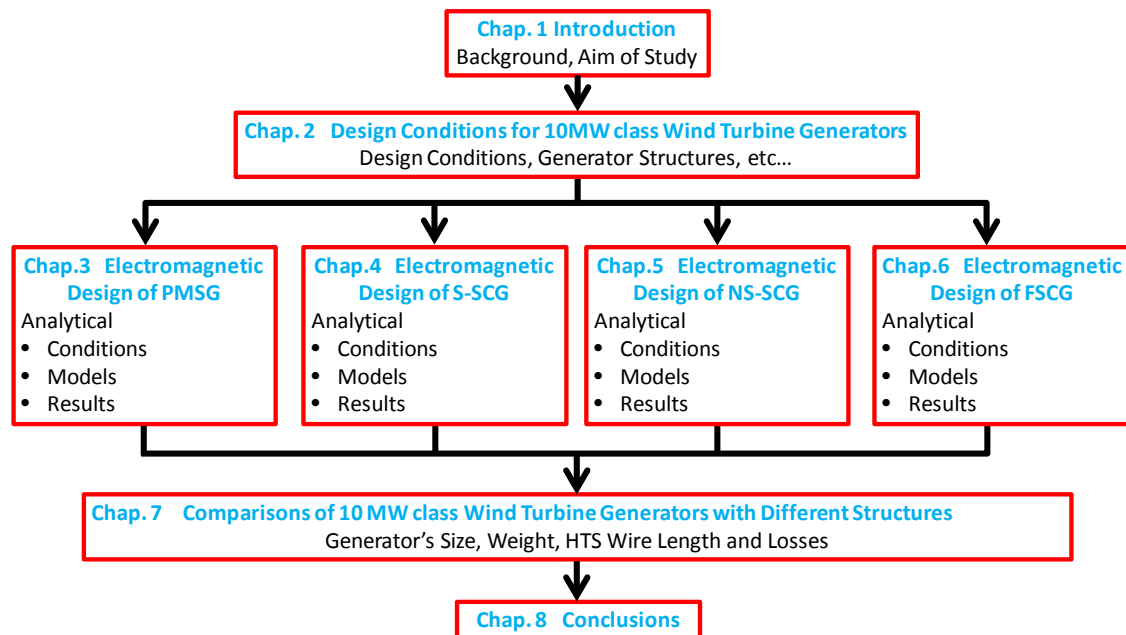 Chap. 1 Introduction
Background, Aim of Study
Chap. 2 Design Conditions for 10MW class Wind Turbine Generators
Design Conditions, Generator Structures, etc...
Chap.3 Electromagnetic
Design of PMSG
Analytical
• Conditions
• Models
• Results
Chap.4 Electromagnetic
Design of S-SCG
Analytical
• Conditions
• Models
• Results
Chap.5 Electromagnetic
Design of NS-SCG
Analytical
• Conditions
• Models
• Results
Chap.6 Electromagnetic
Design of FSCG
Analytical
• Conditions
• Models
• Results
Chap. 7 Comparisons of 10 MW class Wind Turbine Generators with Different Structures
Generator's Size, Weight, HTS Wire Length and Losses
Chap. 8 Conclusions